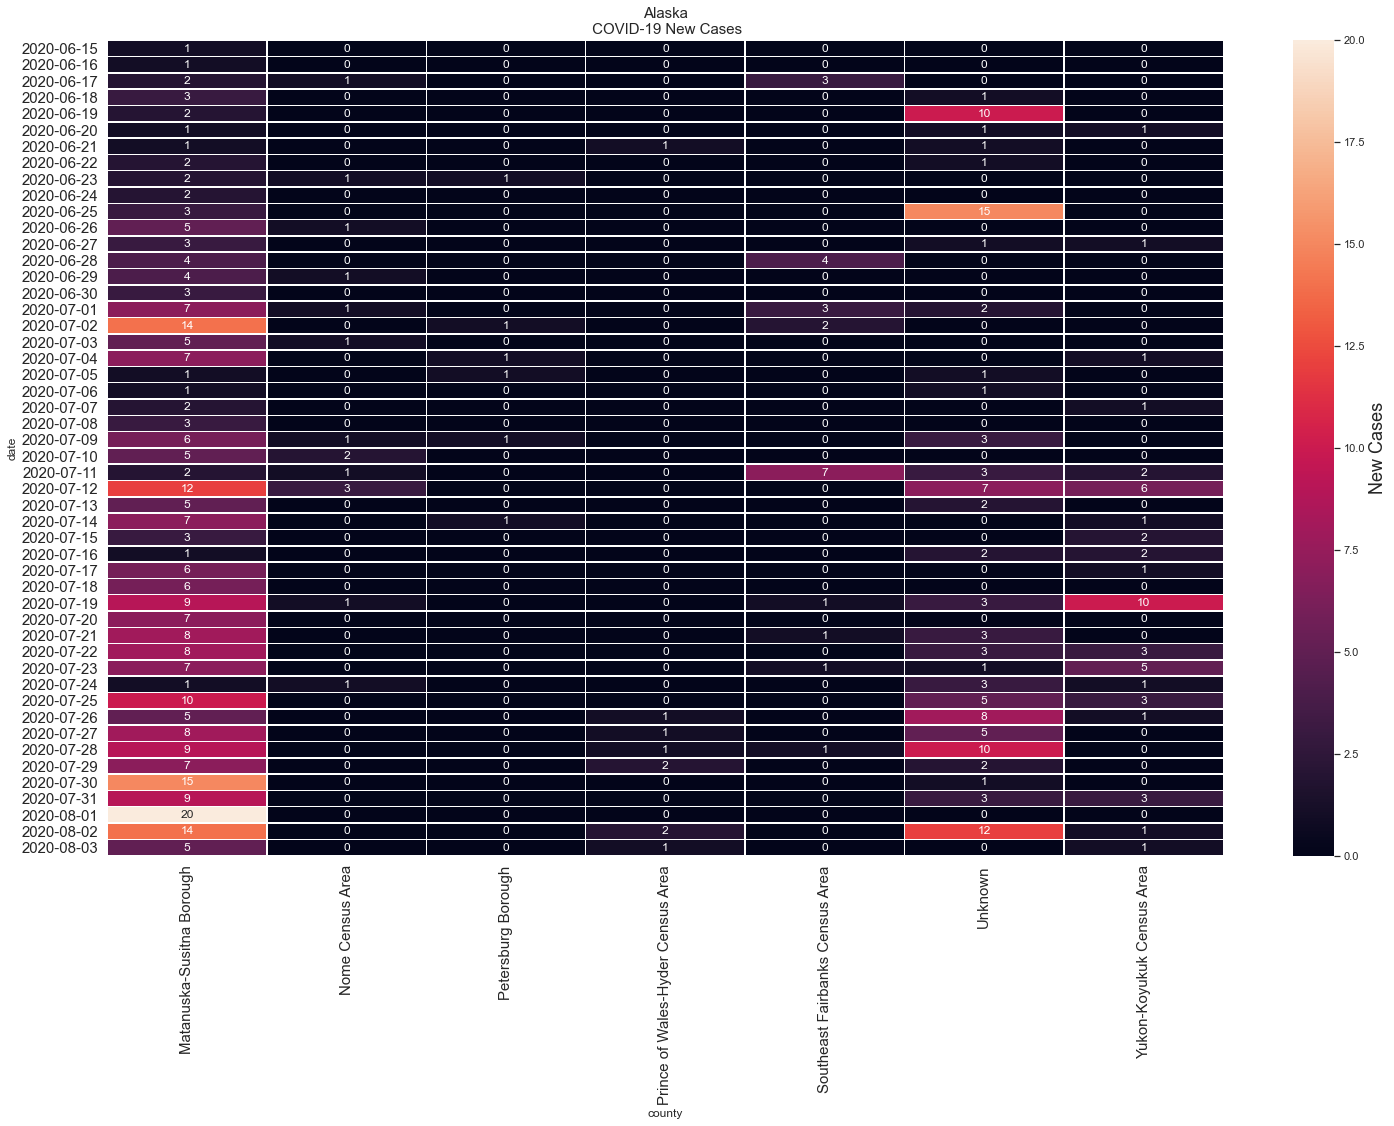 Alaska
COVID-19 New Cases
2020-06-15 1 0 0 0 0 0 0
2020-06-16 1 0 0 0 0 0 0
2020-06-17 2 1 0 0 3 0 0
2020-06-18 3 0 0 0 0 1 0
2020-06-19 2 0 0 0 0 10 0
2020-06-20 1 0 0 0 0 1 1
2020-06-21 1 0 0 1 0 1 0
2020-06-22 2 0 0 0 0 1 0
2020-06-23 2 1 1 0 0 0 0
2020-06-24 2 0 0 0 0 0 0
2020-06-25 3 0 0 0 0 15 0
2020-06-26 5 1 0 0 0 0 0
2020-06-27 3 0 0 0 0 1 1
2020-06-28 4 0 0 0 4 0 0
2020-06-29 4 1 0 0 0 0 0
2020-06-30 3 0 0 0 0 0 0
2020-07-01 7 1 0 0 3 2 0
2020-07-02 14 0 1 0 2 0 0
2020-07-03 5 1 0 0 0 0 0
2020-07-04 7 0 1 0 0 0 1
2020-07-05 1 0 1 0 0 1 0
2020-07-06 1 0 0 0 0 1 0
2020-07-07 2 0 0 0 0 0 1
2020-07-08 3 0 0 0 0 0 0
2020-07-09 6 1 1 0 0 3 0
2020-07-10 5 2 0 0 0 0 0
2020-07-11 2 1 0 0 7 3 2
2020-07-12 12 3 0 0 0 7 6
2020-07-13 5 0 0 0 0 2 0
2020-07-14 7 0 1 0 0 0 1
2020-07-15 3 0 0 0 0 0 2
2020-07-16 1 0 0 0 0 2 2
2020-07-17 6 0 0 0 0 0 1
2020-07-18 6 0 0 0 0 0 0
2020-07-19 9 1 0 0 1 3 10
2020-07-20 7 0 0 0 0 0 0
2020-07-21 8 0 0 0 1 3 0
2020-07-22 8 0 0 0 0 3 3
2020-07-23 7 0 0 0 1 1 5
2020-07-24 1 1 0 0 0 3 1
2020-07-25 10 0 0 0 0 5 3
2020-07-26 5 0 0 1 0 8 1
2020-07-27 8 0 0 1 0 5 0
2020-07-28 9 0 0 1 1 10 0
2020-07-29 7 0 0 2 0 2 0
2020-07-30 15 0 0 0 0 1 0
2020-07-31 9 0 0 0 0 3 3
2020-08-01 20 0 0 0 0 0 0
2020-08-02 14 0 0 2 0 12 1
2020-08-03 5 0 0 1 0 0 1
date
Matanuska-Susitna Borough
Nome Census Area
Petersburg Borough
Prince of Wales-Hyder Census Area
Southeast Fairbanks Census Area
Unknown
Yukon-Koyukuk Census Area
county
20.0
17.5
15.0
12.5
10.0
7.5
5.0
2.5
0.0
New Cases